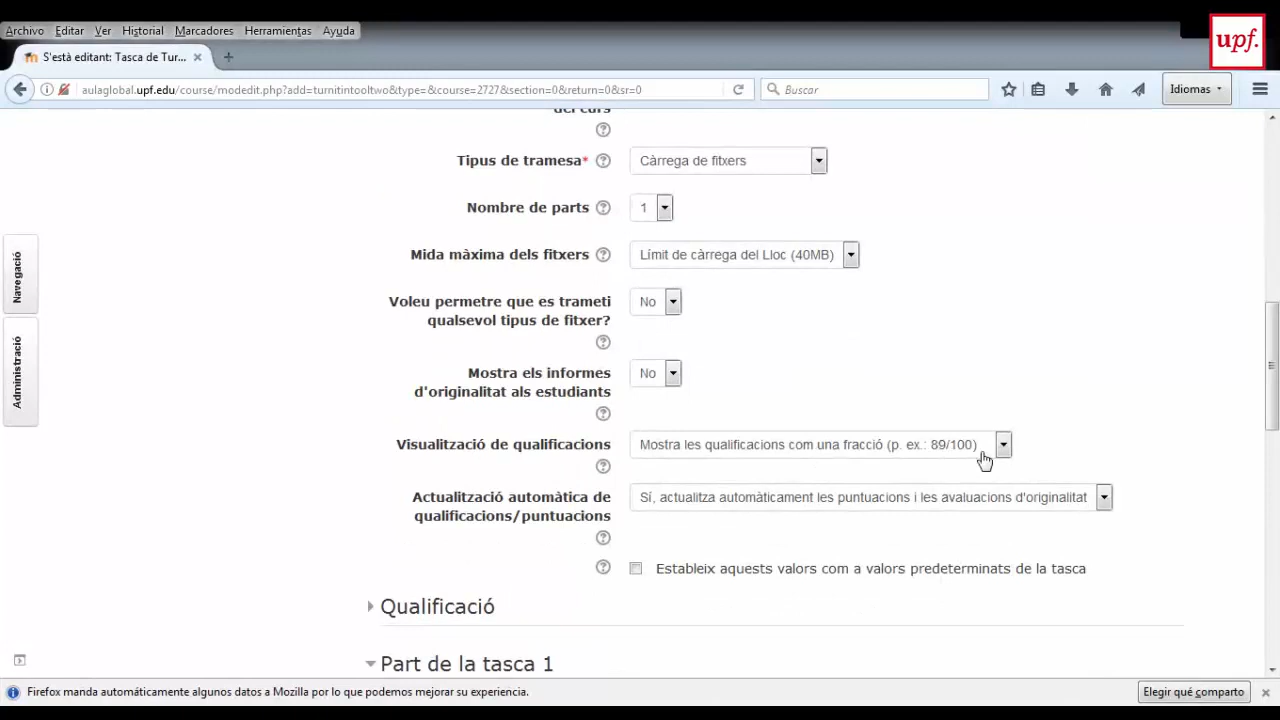 Archivo Editar Ver Historial Marcadores Herramientas Ayuda
upf.
S'està editant: Tasca de Tur...
aulaglobal.upf.edu/course/modedit.php?add=turnitintooltwo&type=&course=2727&section=0&return=0&sr=0
Buscar
Idiomas
del curs
Tipus de tramesa* Càrrega de fitxers
Nombre de parts 1
Mida màxima dels fitxers Límit de càrrega del Lloc (40MB)
Voleu permetre que es trameti No
qualsevol tipus de fitxer?
Mostra els informes No
d'originalitat als estudiants
Visualització de qualificacions Mostra les qualificacions com una fracció (p. ex.: 89/100)
Actualització automàtica de Sí, actualitza automàticament les puntuacions i les avaluacions d'originalitat
qualificacions/puntuacions
Estableix aquests valors com a valors predeterminats de la tasca
Qualificació
Part de la tasca 1
Navegació
Administració
Firefox manda automáticamente algunos datos a Mozilla por lo que podemos mejorar su experiencia.
Elegir qué comparto